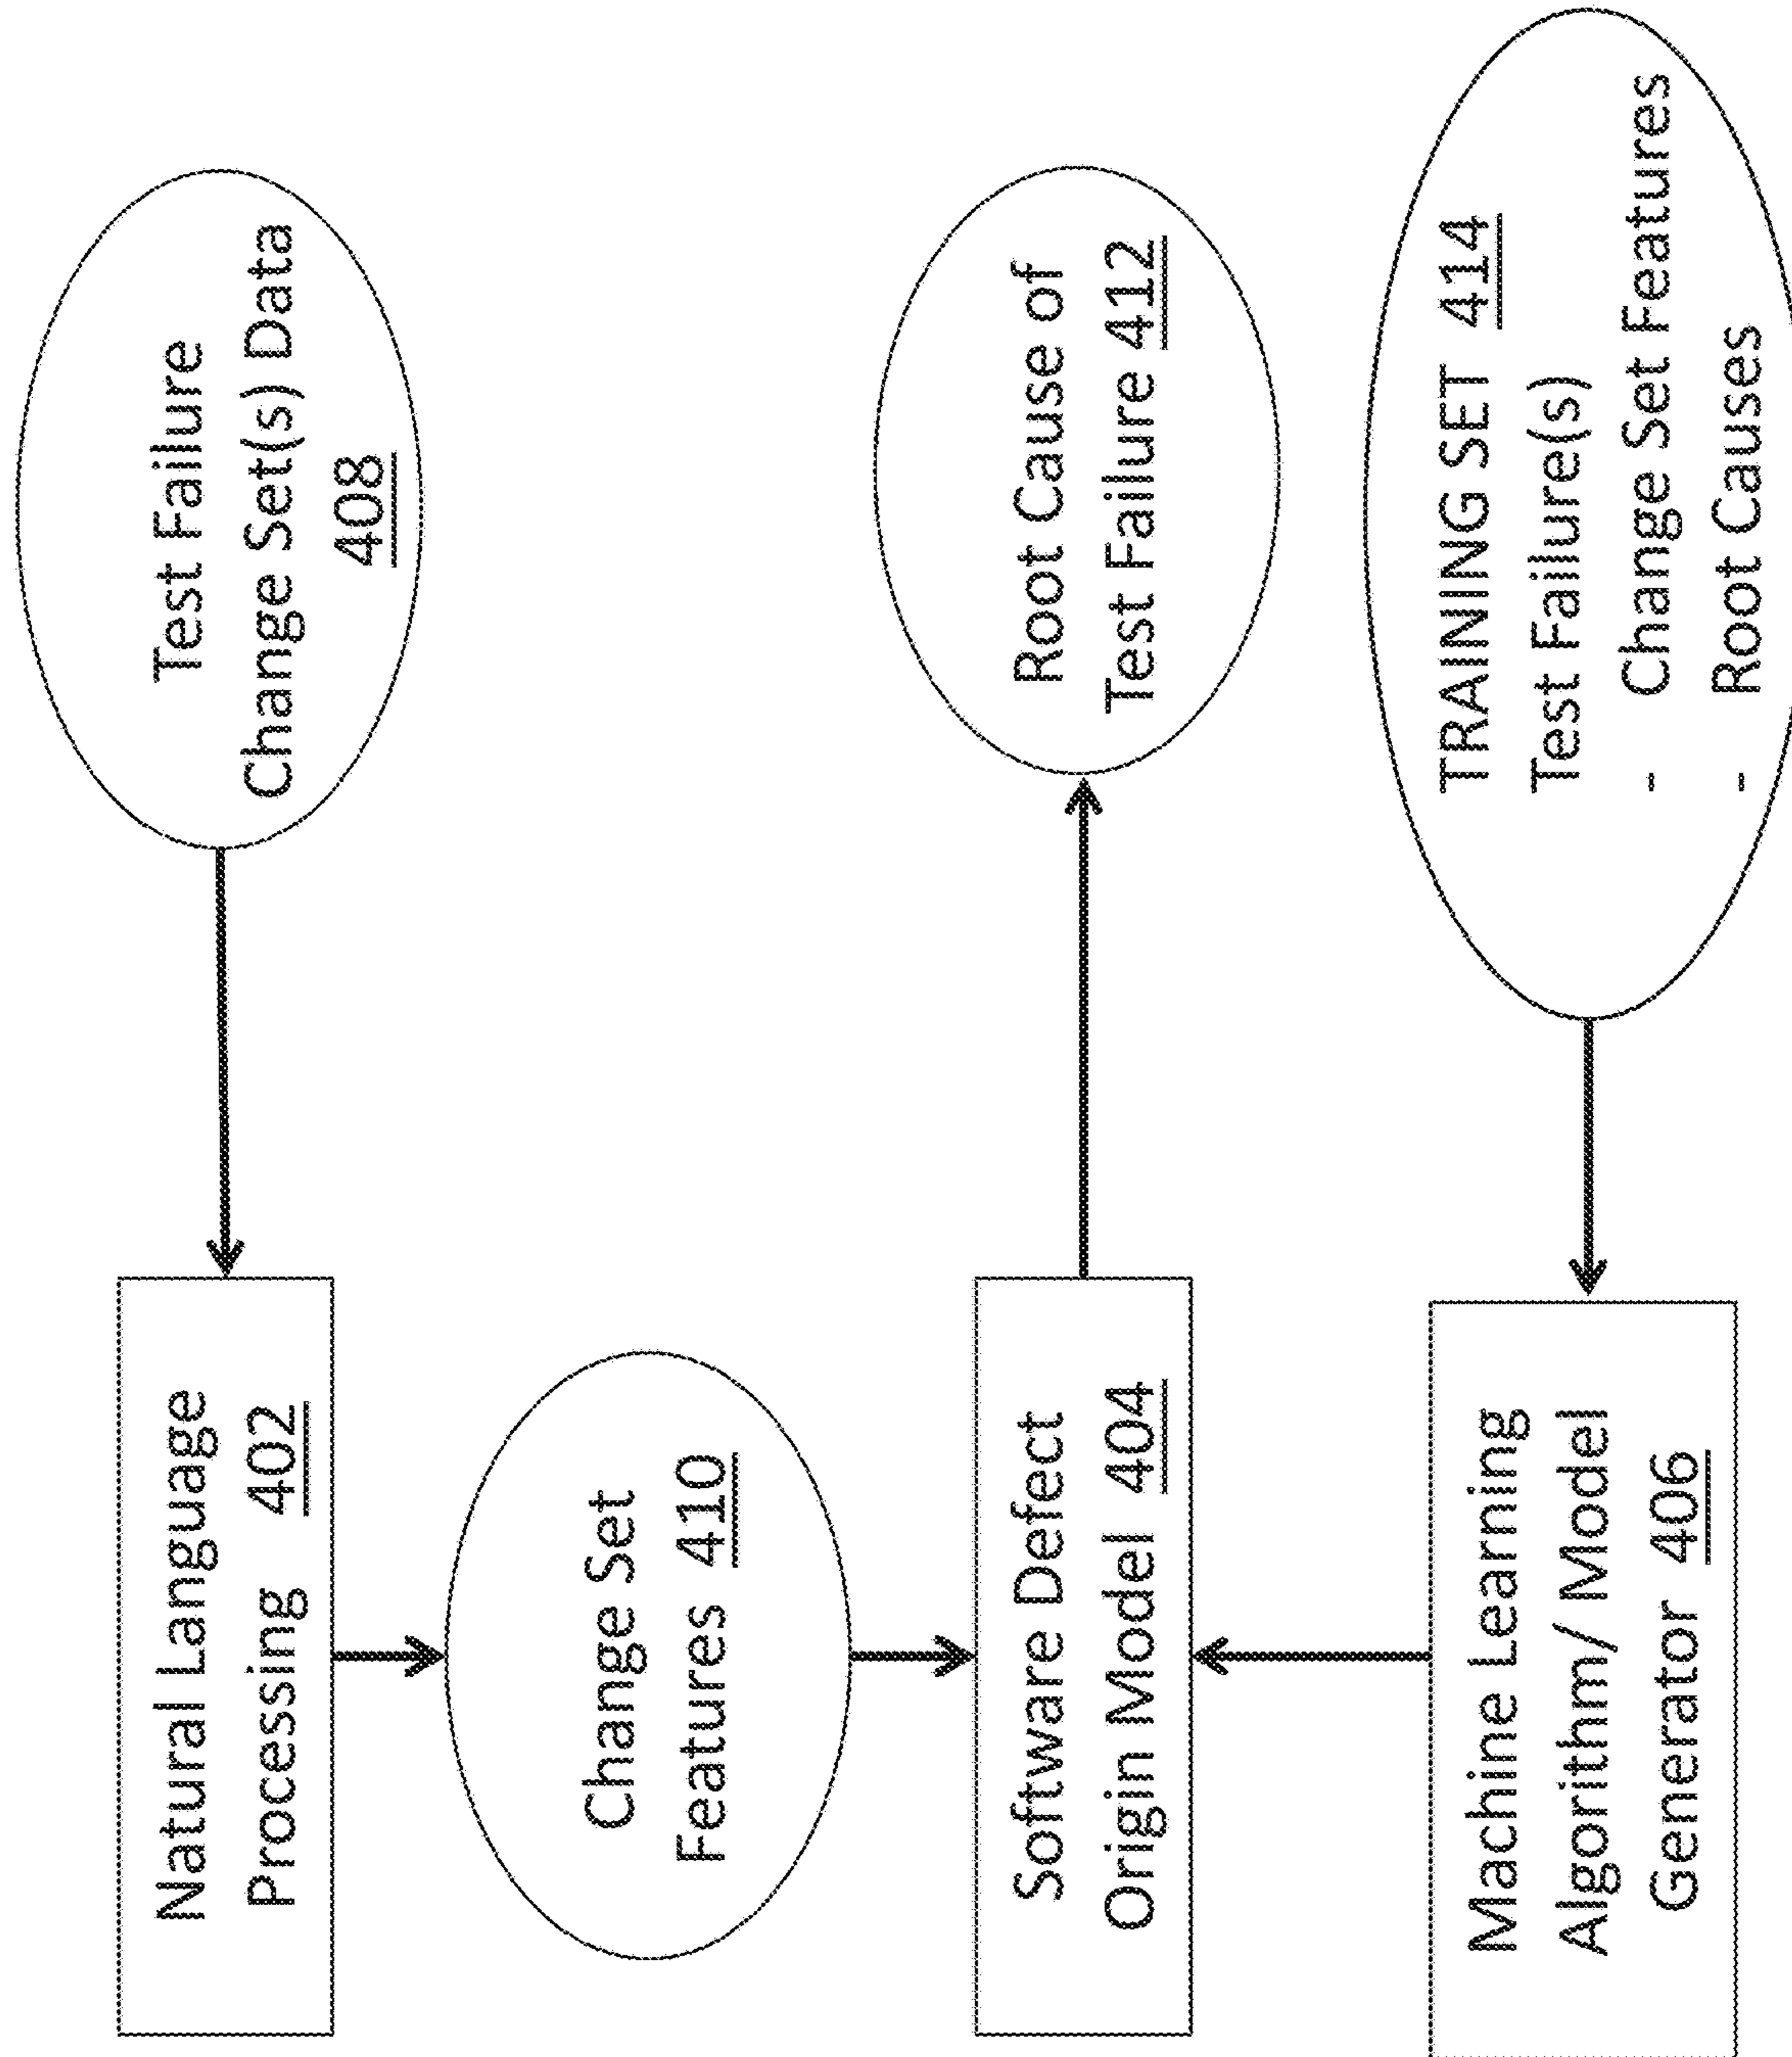 Natural Language
Processing 402
Test Failure
Change Set(s) Data
408
Change Set
Features 410
Software Defect
Origin Model 404
Root Cause of
Test Failure 412
Machine Learning
Algorithm/ Model
Generator 406
TRAINING SET 414
Test Failure(s)
- Change Set Features
- Root Causes